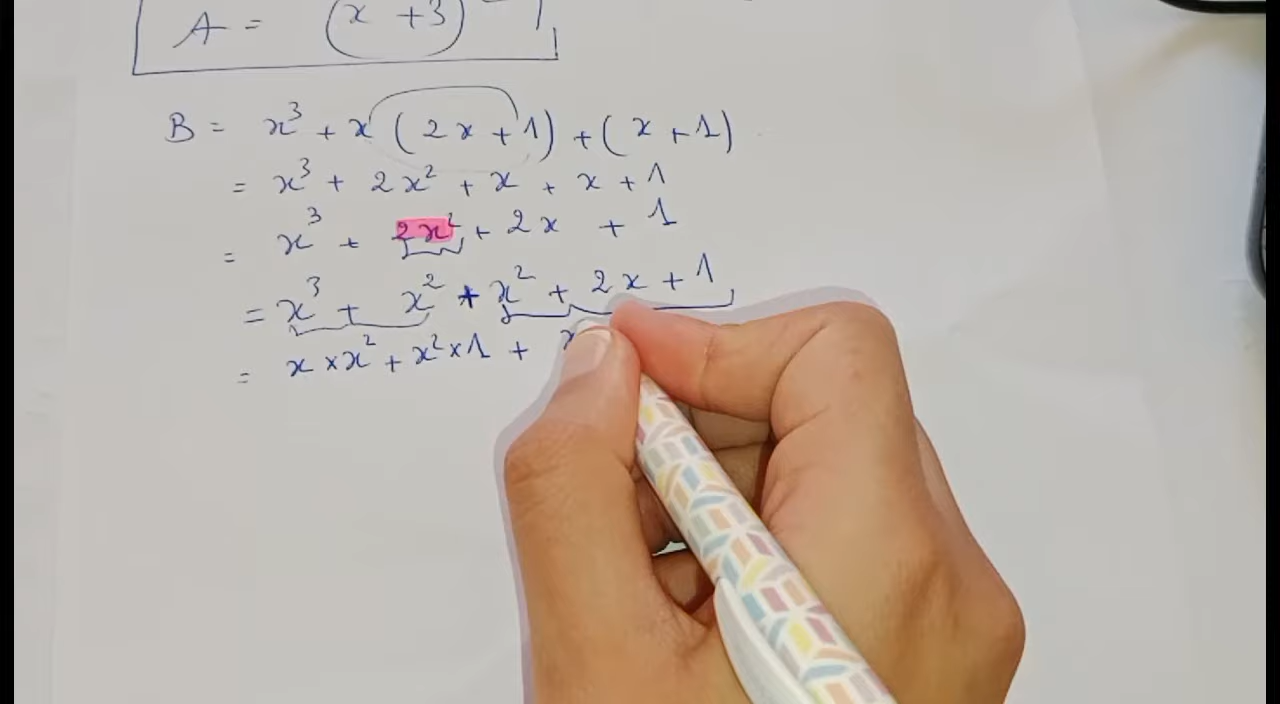 A = (x + 3)
B = x³ + x (2x + 1) + (x + 1)
= x³ + 2x² + x + x + 1
= x³ + 2x² + 2x + 1
= x³ + x² + x² + 2x + 1
= x × x² + x² × 1 +